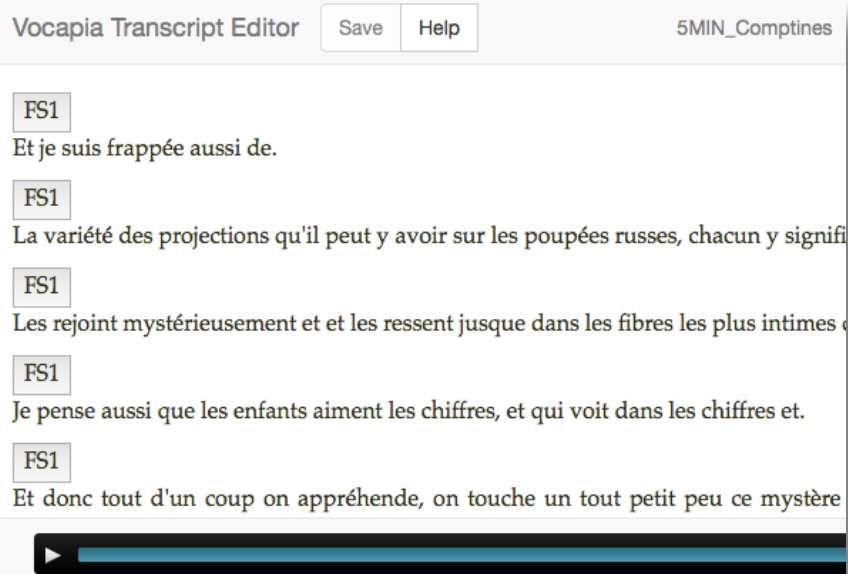 Vocapia Transcript Editor Save Help 5MIN_Comptines
FS1
Et je suis frappée aussi de.
FS1
La variété des projections qu'il peut y avoir sur les poupées russes, chacun y signifi
FS1
Les rejoint mystérieusement et et les ressent jusque dans les fibres les plus intimes
FS1
Je pense aussi que les enfants aiment les chiffres, et qui voit dans les chiffres et.
FS1
Et donc tout d'un coup on appréhende, on touche un tout petit peu ce mystère